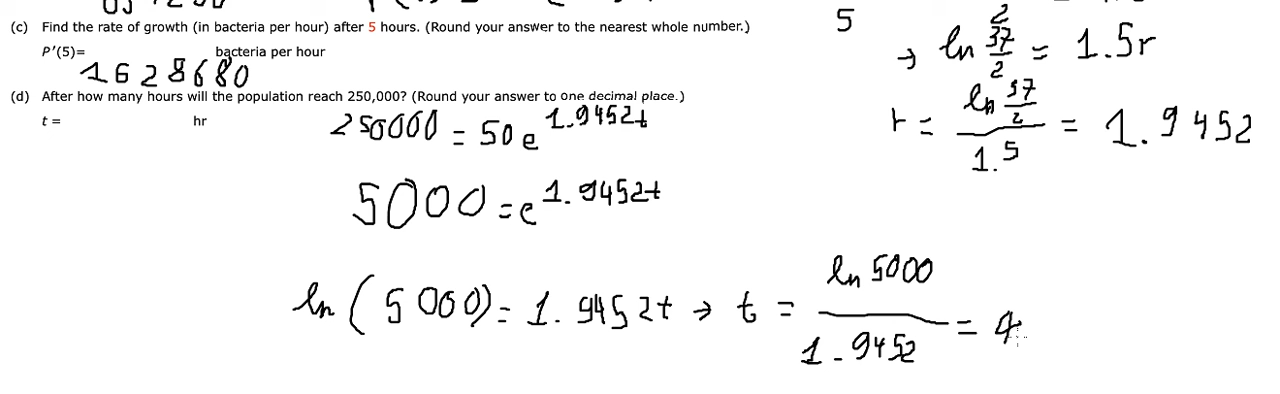 (c) Find the rate of growth (in bacteria per hour) after 5 hours. (Round your answer to the nearest whole number.)
P'(5)= bacteria per hour
1628680
(d) After how many hours will the population reach 250,000? (Round your answer to one decimal place.)
t = hr
250000 = 50 e^1.9452t
5000 = e^1.9452t
ln (5000) = 1.9452t → t = ln 5000 / 1.9452 = 4
5
→ ln 37/2 = 1.5r
r = ln 37/2 / 1.5 = 1.9452